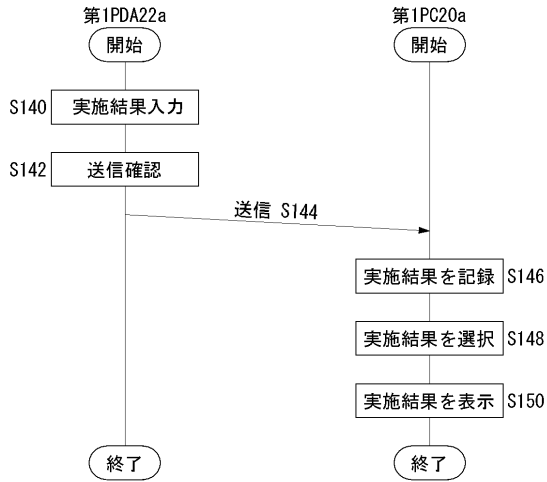 第1PDA22a
第1PC20a
開始
開始
S140 実施結果入力
S142 送信確認
送信 S144
実施結果を記録 S146
実施結果を選択 S148
実施結果を表示 S150
終了
終了